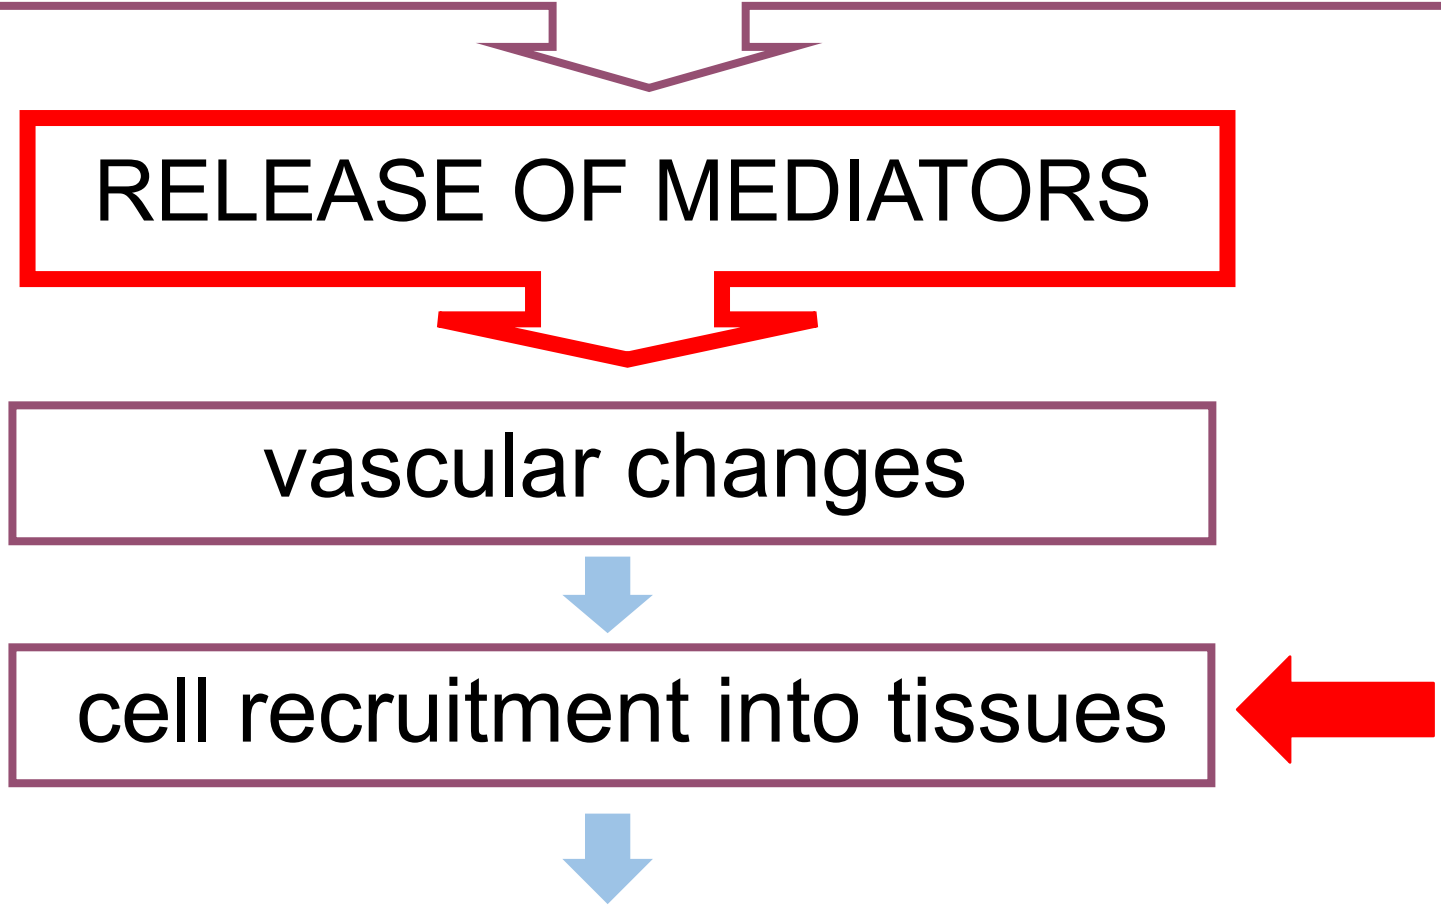 RELEASE OF MEDIATORS
vascular changes
cell recruitment into tissues